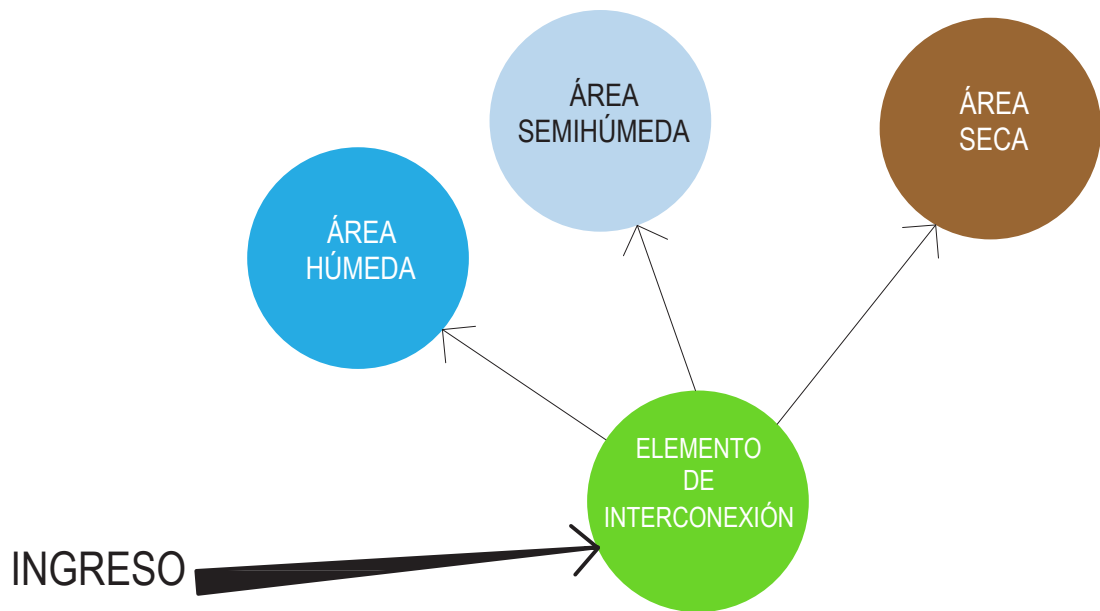 ÁREA
SEMIHÚMEDA
ÁREA
SECA
ÁREA
HÚMEDA
ELEMENTO
DE
INTERCONEXIÓN
INGRESO